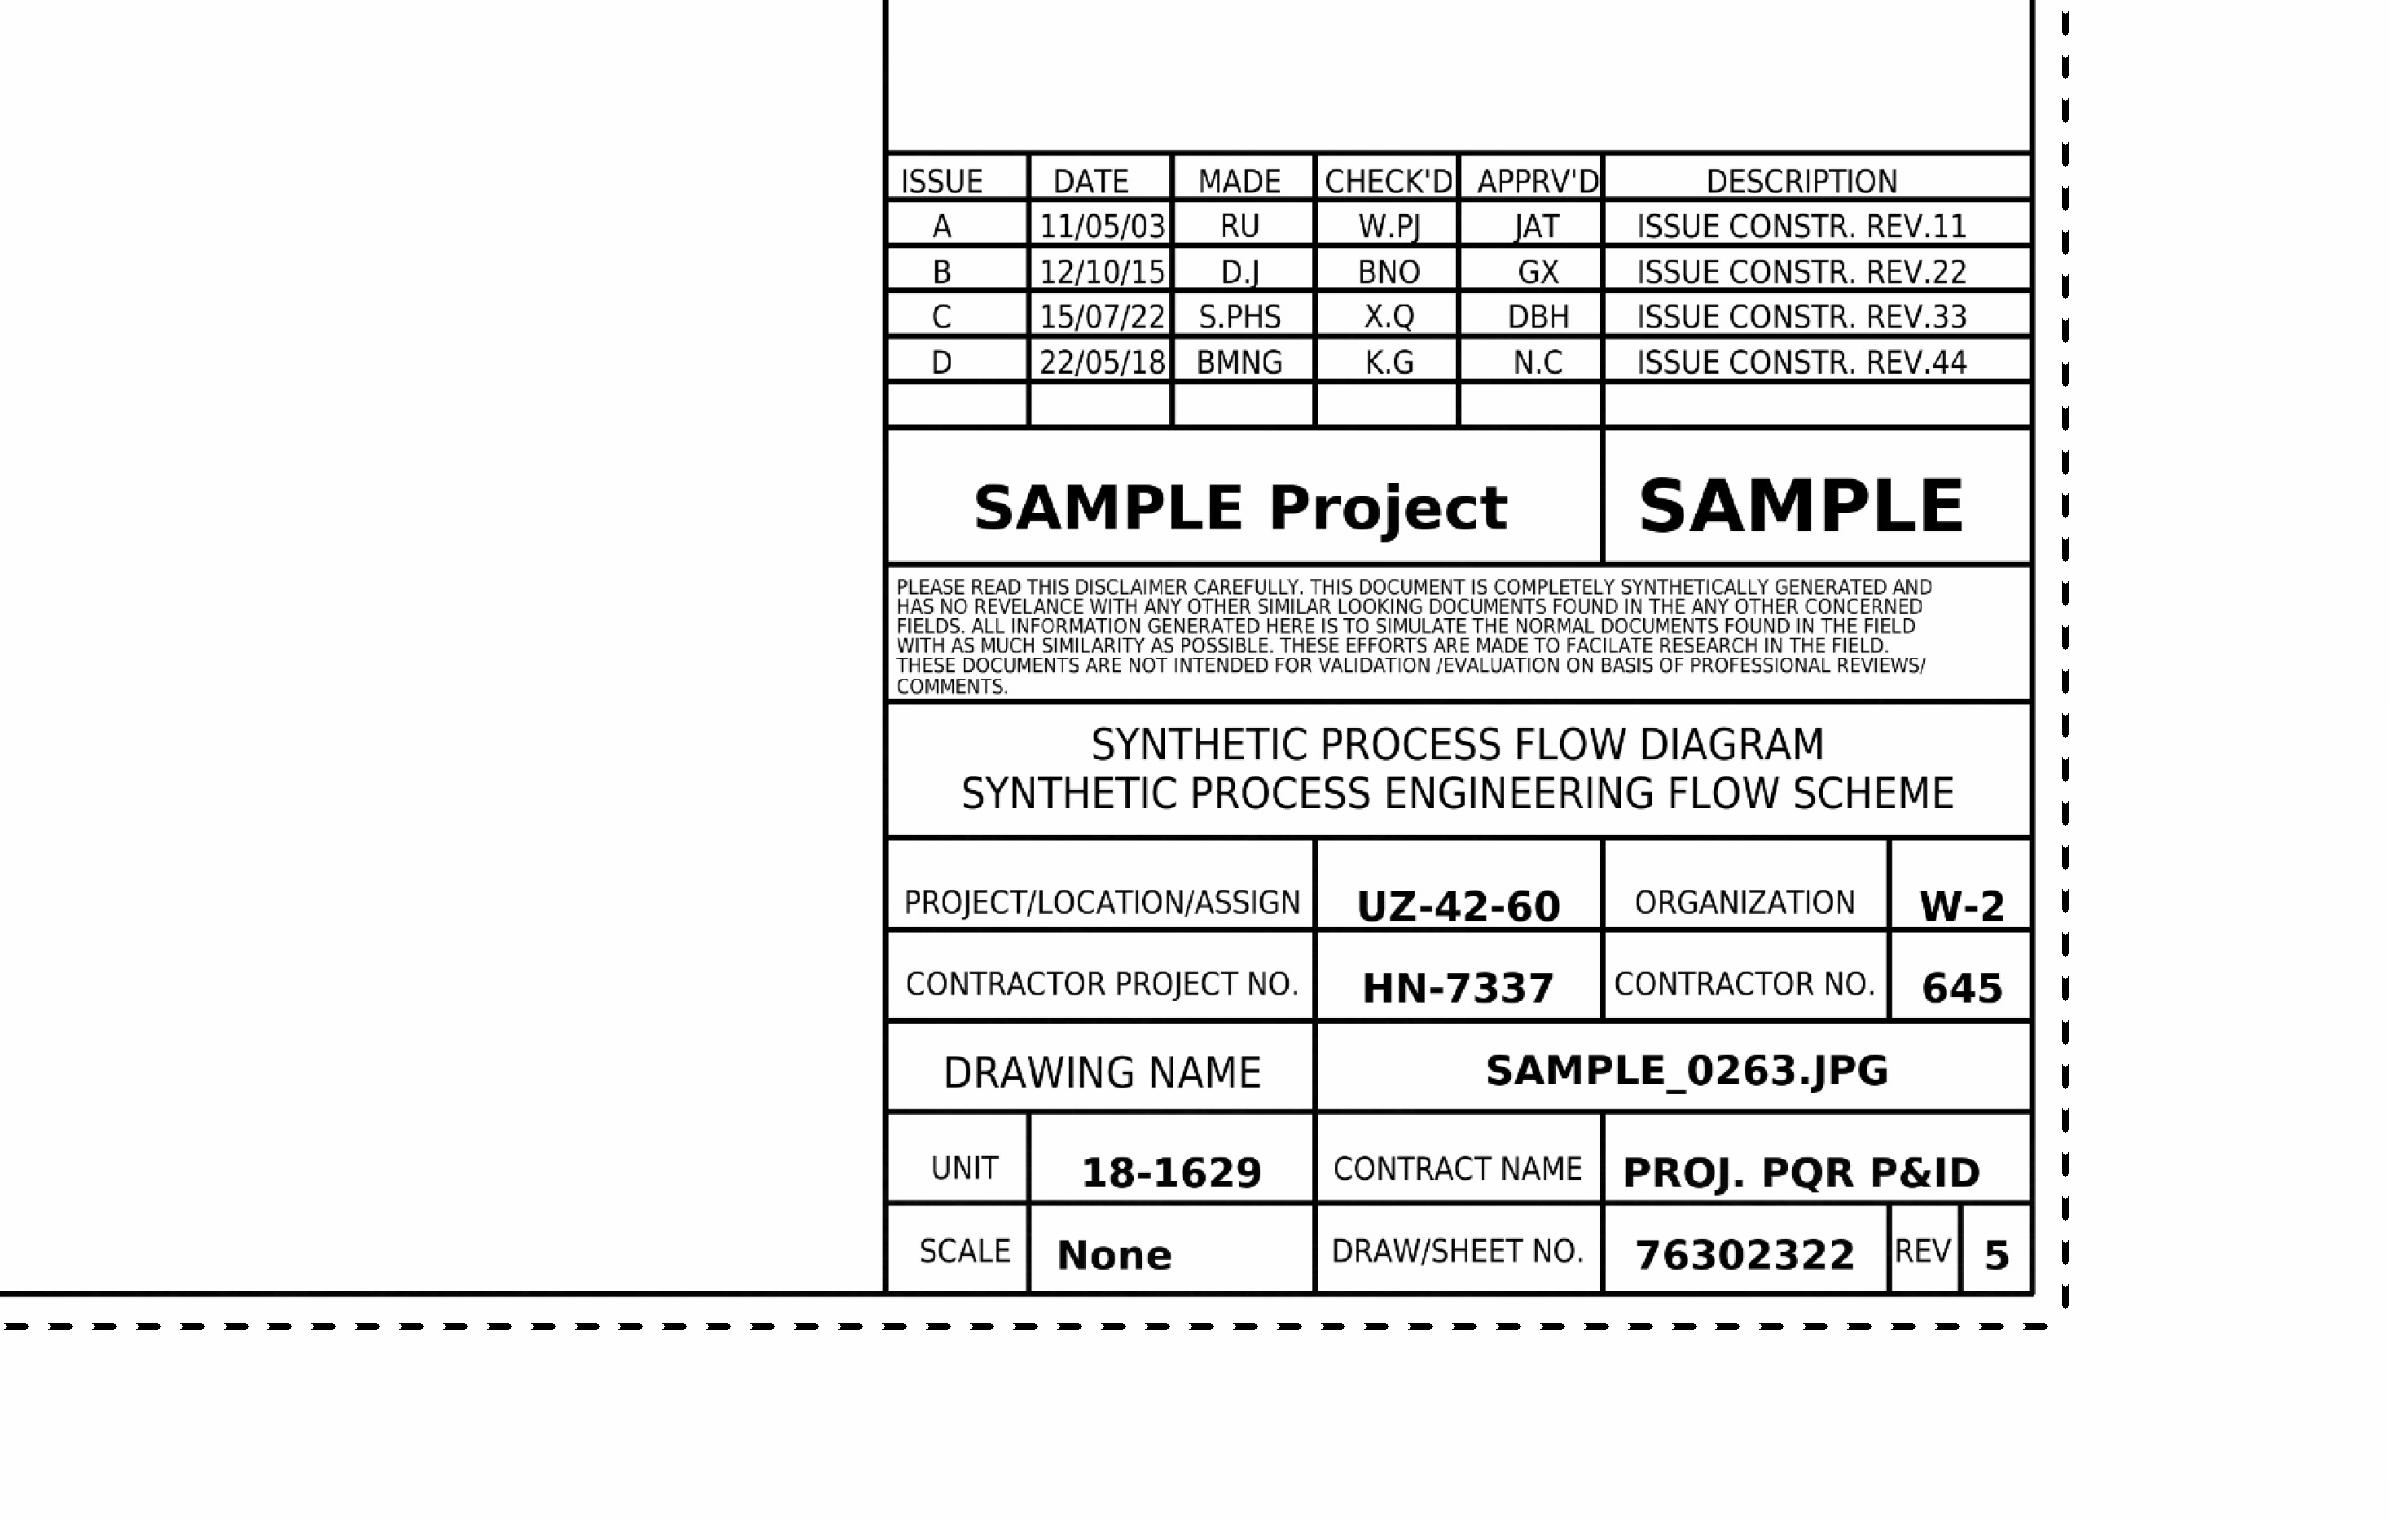 ISSUE DATE MADE CHECK'D APPRV'D DESCRIPTION
A 11/05/03 RU W.PJ JAT ISSUE CONSTR. REV.11
B 12/10/15 D.J BNO GX ISSUE CONSTR. REV.22
C 15/07/22 S.PHS X.Q DBH ISSUE CONSTR. REV.33
D 22/05/18 BMNG K.G N.C ISSUE CONSTR. REV.44
SAMPLE Project SAMPLE
PLEASE READ THIS DISCLAIMER CAREFULLY. THIS DOCUMENT IS COMPLETELY SYNTHETICALLY GENERATED AND
HAS NO REVELANCE WITH ANY OTHER SIMILAR LOOKING DOCUMENTS FOUND IN THE ANY OTHER CONCERNED
FIELDS. ALL INFORMATION GENERATED HERE IS TO SIMULATE THE NORMAL DOCUMENTS FOUND IN THE FIELD
WITH AS MUCH SIMILARITY AS POSSIBLE. THESE EFFORTS ARE MADE TO FACILATE RESEARCH IN THE FIELD.
THESE DOCUMENTS ARE NOT INTENDED FOR VALIDATION /EVALUATION ON BASIS OF PROFESSIONAL REVIEWS/
COMMENTS.
SYNTHETIC PROCESS FLOW DIAGRAM
SYNTHETIC PROCESS ENGINEERING FLOW SCHEME
PROJECT/LOCATION/ASSIGN UZ-42-60 ORGANIZATION W-2
CONTRACTOR PROJECT NO. HN-7337 CONTRACTOR NO. 645
DRAWING NAME SAMPLE_0263.JPG
UNIT 18-1629 CONTRACT NAME PROJ. PQR P&ID
SCALE None DRAW/SHEET NO. 76302322 REV 5